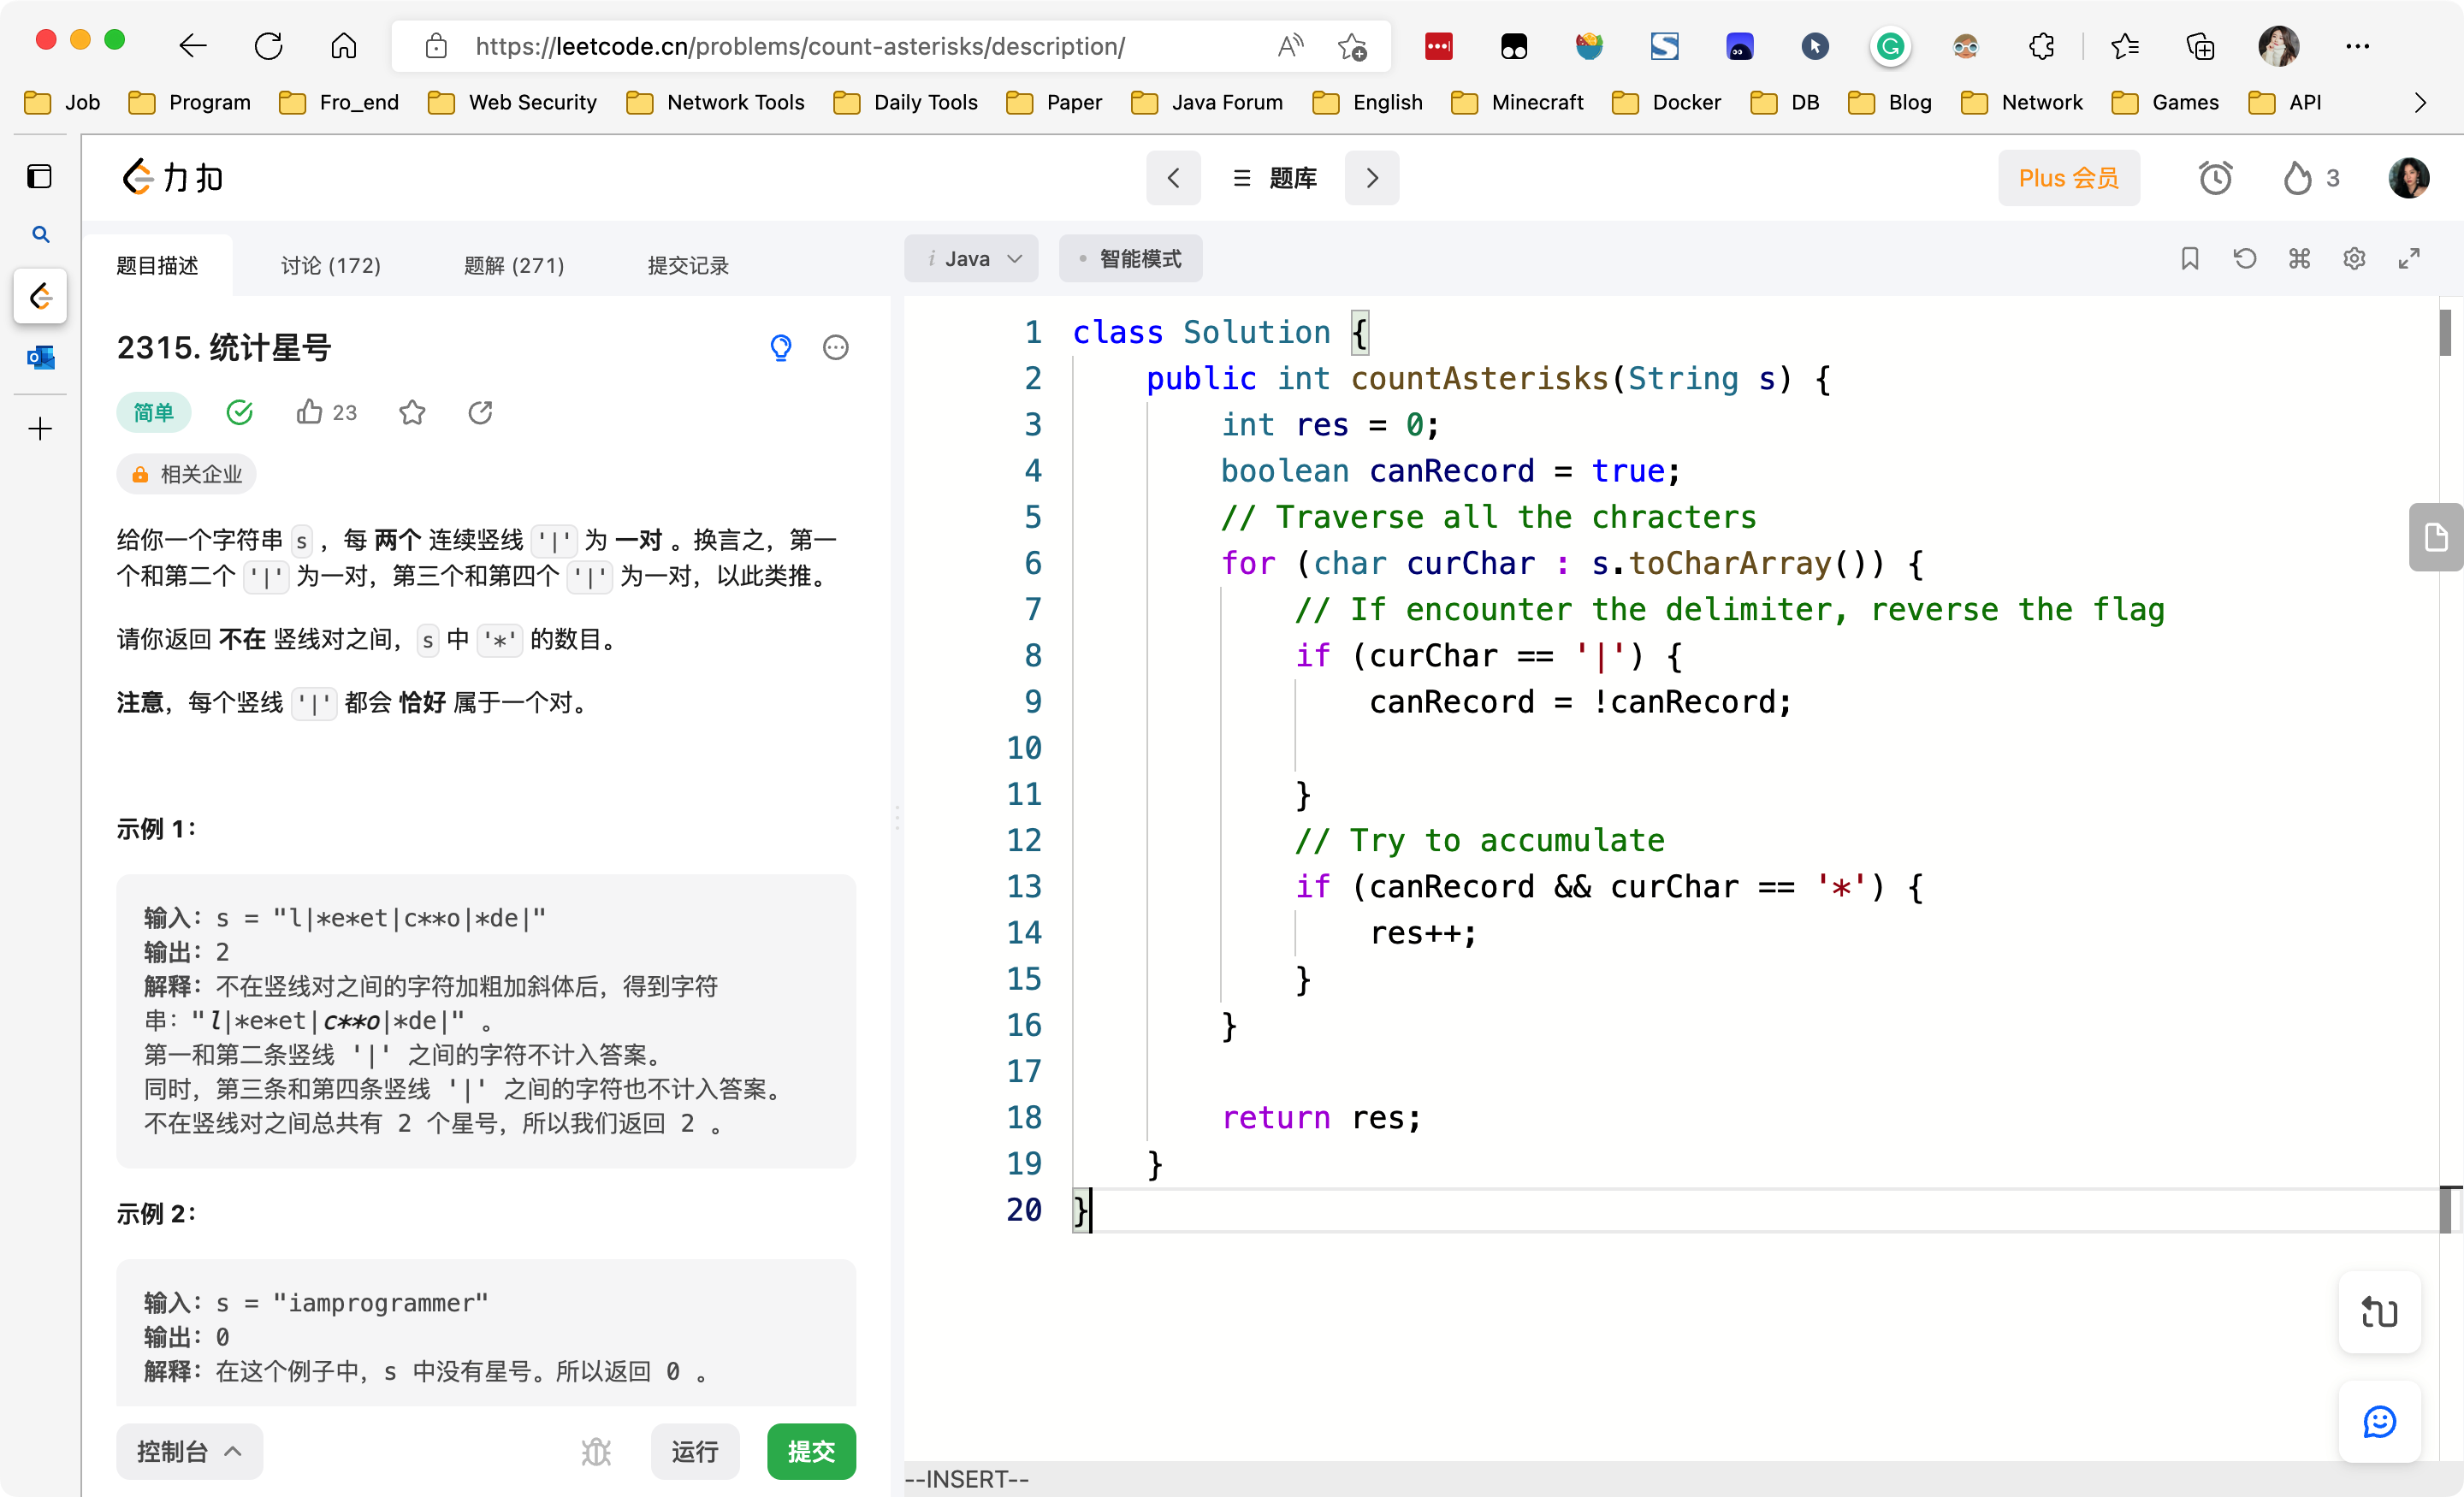 https://leetcode.cn/problems/count-asterisks/description/
Job Program Fro_end Web Security Network Tools Daily Tools Paper Java Forum English Minecraft Docker DB Blog Network Games API
力扣
题库
Plus 会员
3
题目描述 讨论 (172) 题解 (271) 提交记录
2315. 统计星号
简单 23
相关企业
给你一个字符串 s ，每 两个 连续竖线 '|' 为 一对 。换言之，第一
个和第二个 '|' 为一对，第三个和第四个 '|' 为一对，以此类推。
请你返回 不在 竖线对之间，s 中 '*' 的数目。
注意，每个竖线 '|' 都会 恰好 属于一个对。
示例 1：
输入：s = "l|*e*et|c**o|*de|"
输出：2
解释：不在竖线对之间的字符加粗加斜体后，得到字符
串："l|*e*et|c**o|*de|" 。
第一和第二条竖线 '|' 之间的字符不计入答案。
同时，第三条和第四条竖线 '|' 之间的字符也不计入答案。
不在竖线对之间总共有 2 个星号，所以我们返回 2 。
示例 2：
输入：s = "iamprogrammer"
输出：0
解释：在这个例子中，s 中没有星号。所以返回 0 。
控制台 运行 提交
i Java 智能模式
1 class Solution {
2 public int countAsterisks(String s) {
3 int res = 0;
4 boolean canRecord = true;
5 // Traverse all the chracters
6 for (char curChar : s.toCharArray()) {
7 // If encounter the delimiter, reverse the flag
8 if (curChar == '|') {
9 canRecord = !canRecord;
10
11 }
12 // Try to accumulate
13 if (canRecord && curChar == '*') {
14 res++;
15 }
16 }
17
18 return res;
19 }
20 }
--INSERT--